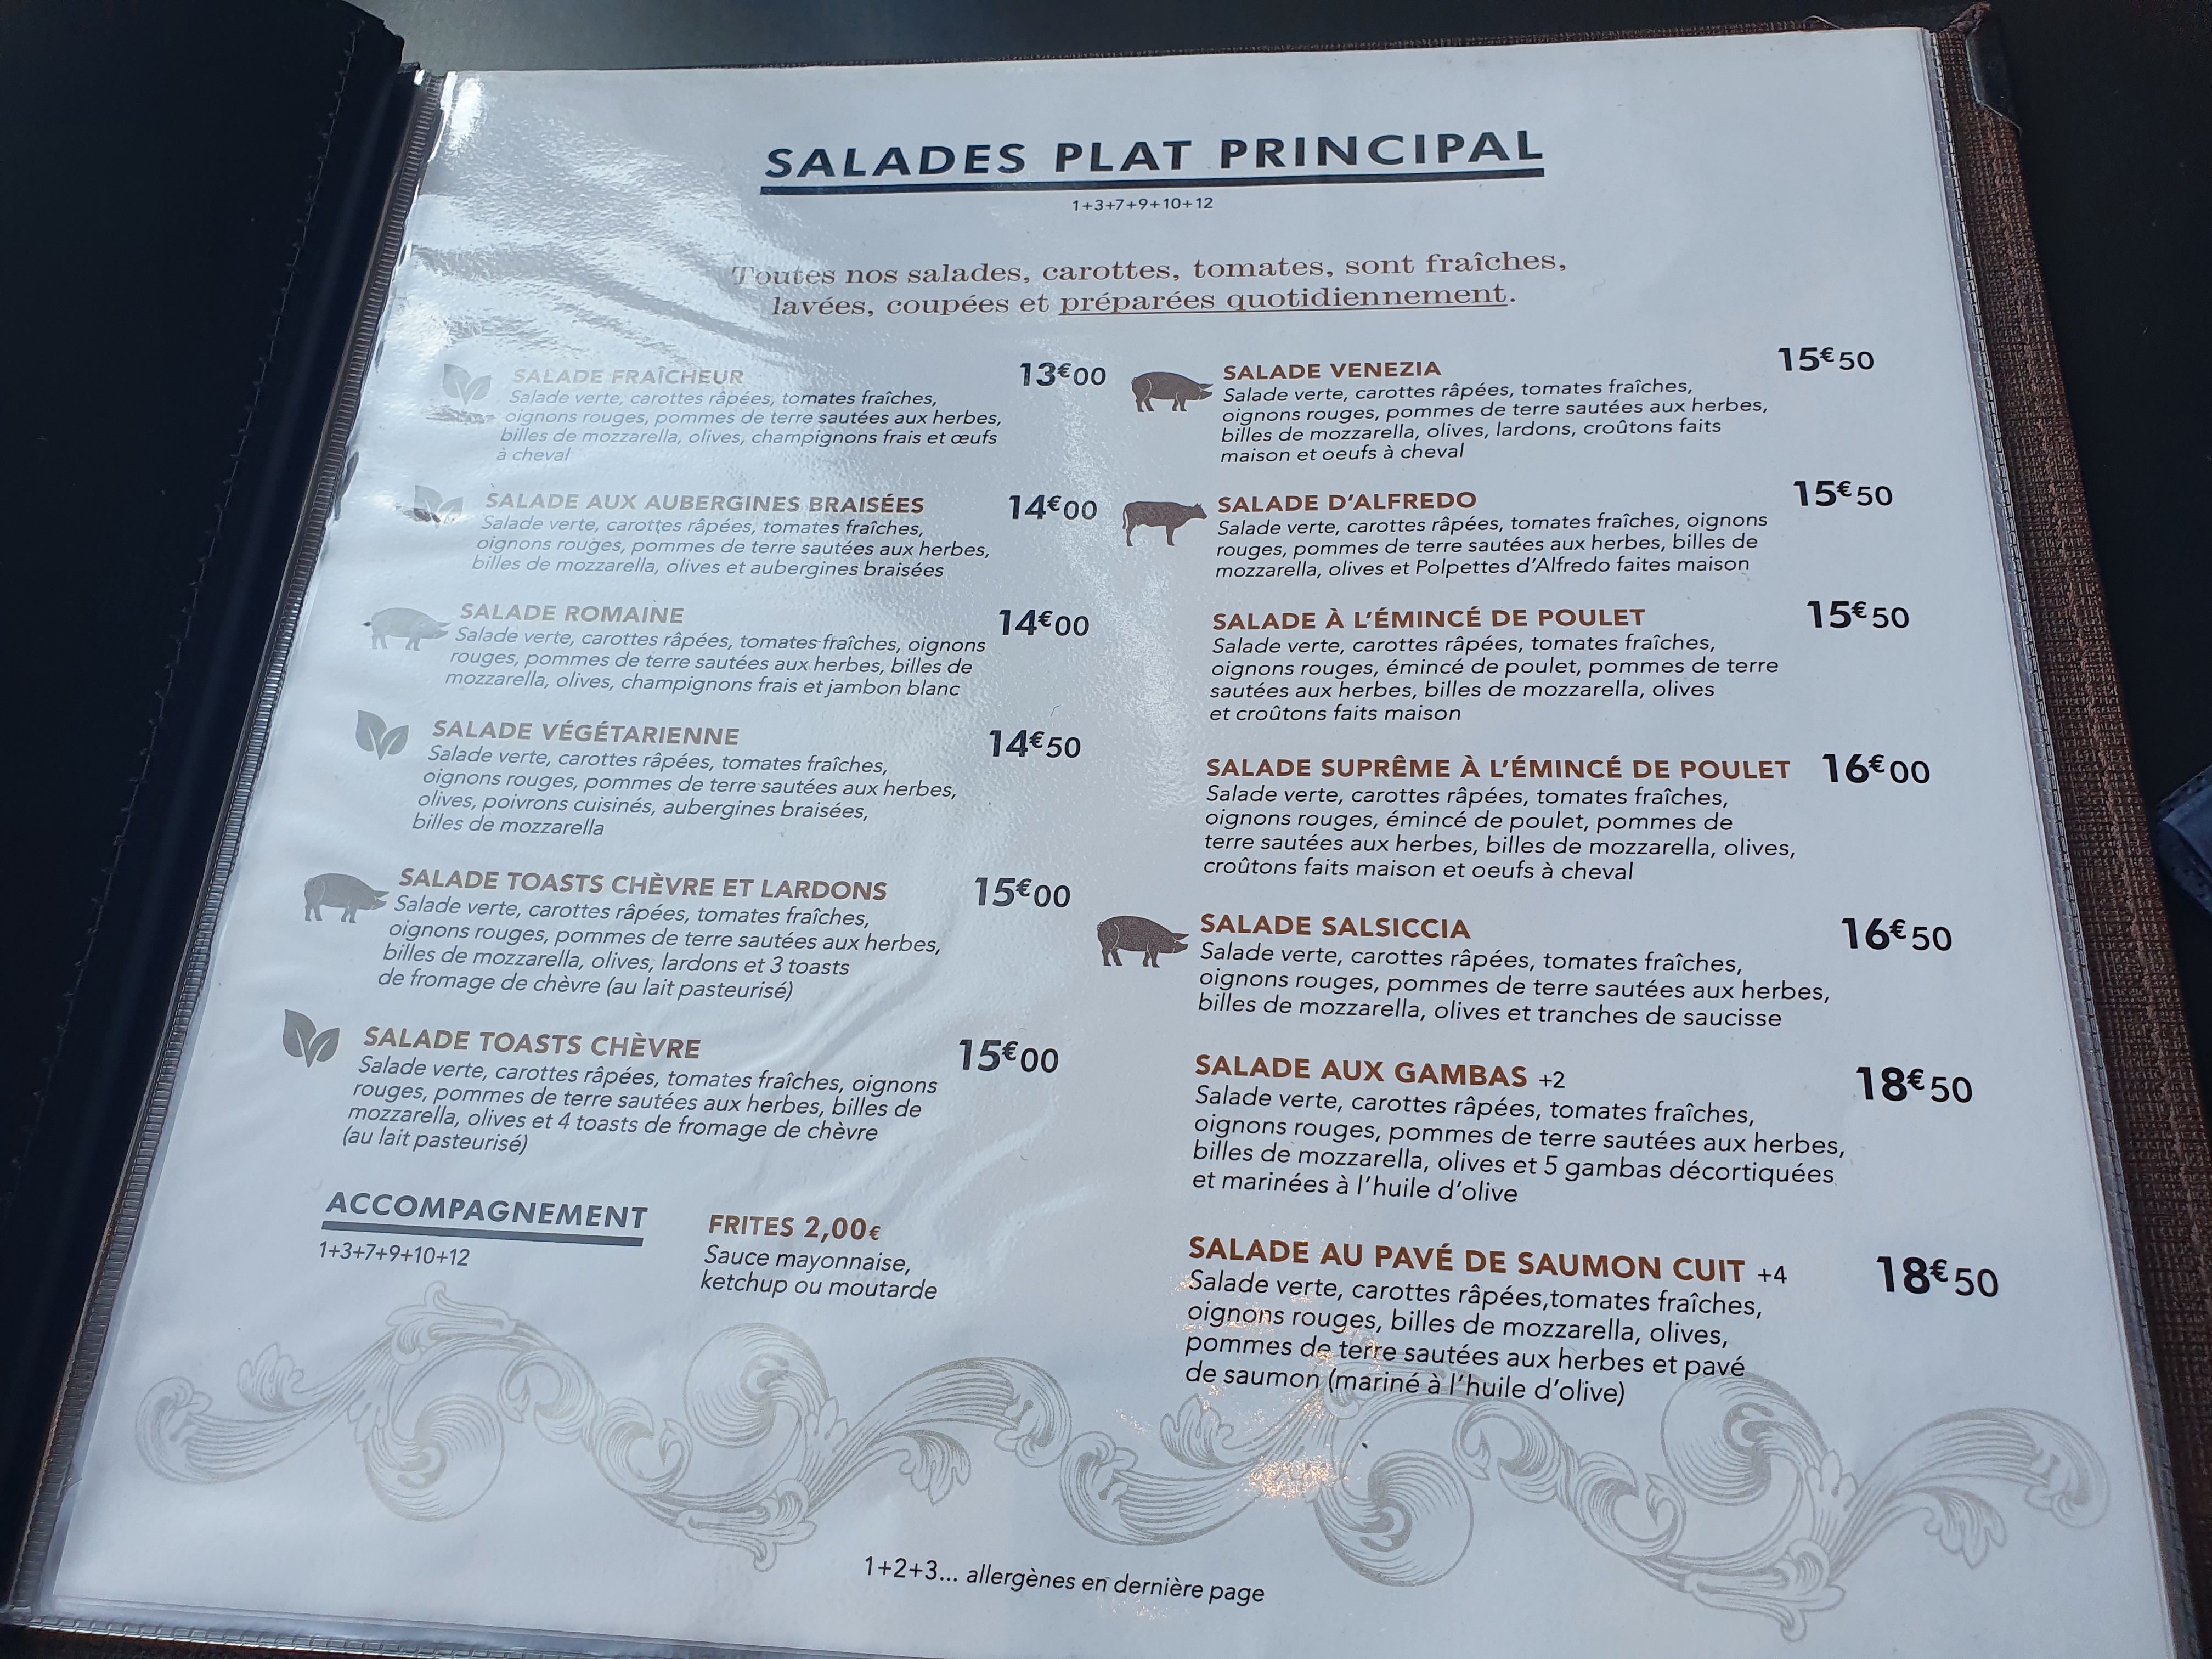 SALADES PLAT PRINCIPAL
1+3+7+9+10+12
Toutes nos salades, carottes, tomates, sont fraîches,
lavées, coupées et préparées quotidiennement.
SALADE FRAÎCHEUR 13€00
Salade verte, carottes râpées, tomates fraîches,
oignons rouges, pommes de terre sautées aux herbes,
billes de mozzarella, olives, champignons frais et œufs
à cheval
SALADE AUX AUBERGINES BRAISÉES 14€00
Salade verte, carottes râpées, tomates fraîches,
oignons rouges, pommes de terre sautées aux herbes,
billes de mozzarella, olives et aubergines braisées
SALADE ROMAINE 14€00
Salade verte, carottes râpées, tomates fraîches, oignons
rouges, pommes de terre sautées aux herbes, billes de
mozzarella, olives, champignons frais et jambon blanc
SALADE VÉGÉTARIENNE 14€50
Salade verte, carottes râpées, tomates fraîches,
oignons rouges, pommes de terre sautées aux herbes,
olives, poivrons cuisinés, aubergines braisées,
billes de mozzarella
SALADE TOASTS CHÈVRE ET LARDONS 15€00
Salade verte, carottes râpées, tomates fraîches,
oignons rouges, pommes de terre sautées aux herbes,
billes de mozzarella, olives, lardons et 3 toasts
de fromage de chèvre (au lait pasteurisé)
SALADE TOASTS CHÈVRE 15€00
Salade verte, carottes râpées, tomates fraîches, oignons
rouges, pommes de terre sautées aux herbes, billes de
mozzarella, olives et 4 toasts de fromage de chèvre
(au lait pasteurisé)
ACCOMPAGNEMENT
1+3+7+9+10+12
FRITES 2,00€
Sauce mayonnaise,
ketchup ou moutarde
SALADE VENEZIA 15€50
Salade verte, carottes râpées, tomates fraîches,
oignons rouges, pommes de terre sautées aux herbes,
billes de mozzarella, olives, lardons, croûtons faits
maison et oeufs à cheval
SALADE D'ALFREDO 15€50
Salade verte, carottes râpées, tomates fraîches, oignons
rouges, pommes de terre sautées aux herbes, billes de
mozzarella, olives et Polpettes d'Alfredo faites maison
SALADE À L'ÉMINCÉ DE POULET 15€50
Salade verte, carottes râpées, tomates fraîches,
oignons rouges, émincé de poulet, pommes de terre
sautées aux herbes, billes de mozzarella, olives
et croûtons faits maison
SALADE SUPRÊME À L'ÉMINCÉ DE POULET 16€00
Salade verte, carottes râpées, tomates fraîches,
oignons rouges, émincé de poulet, pommes de
terre sautées aux herbes, billes de mozzarella, olives,
croûtons faits maison et oeufs à cheval
SALADE SALSICCIA 16€50
Salade verte, carottes râpées, tomates fraîches,
oignons rouges, pommes de terre sautées aux herbes,
billes de mozzarella, olives et tranches de saucisse
SALADE AUX GAMBAS +2 18€50
Salade verte, carottes râpées, tomates fraîches,
oignons rouges, pommes de terre sautées aux herbes,
billes de mozzarella, olives et 5 gambas décortiquées
et marinées à l'huile d'olive
SALADE AU PAVÉ DE SAUMON CUIT +4 18€50
Salade verte, carottes râpées,tomates fraîches,
oignons rouges, billes de mozzarella, olives,
pommes de terre sautées aux herbes et pavé
de saumon (mariné à l'huile d'olive)
1+2+3... allergènes en dernière page